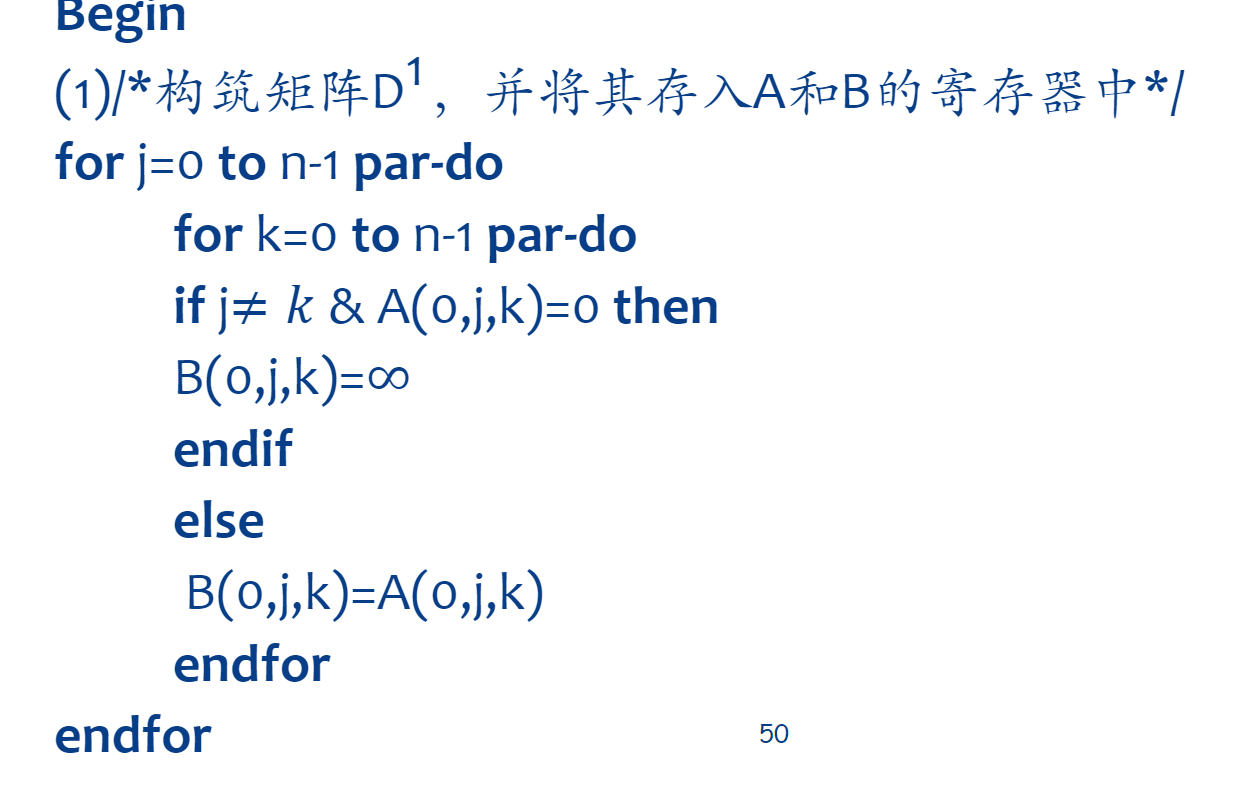 Begin
(1)/*构筑矩阵D¹，并将其存入A和B的寄存器中*/
for j=0 to n-1 par-do
for k=0 to n-1 par-do
if j≠ k & A(0,j,k)=0 then
B(0,j,k)=∞
endif
else
B(0,j,k)=A(0,j,k)
endfor
endfor
50